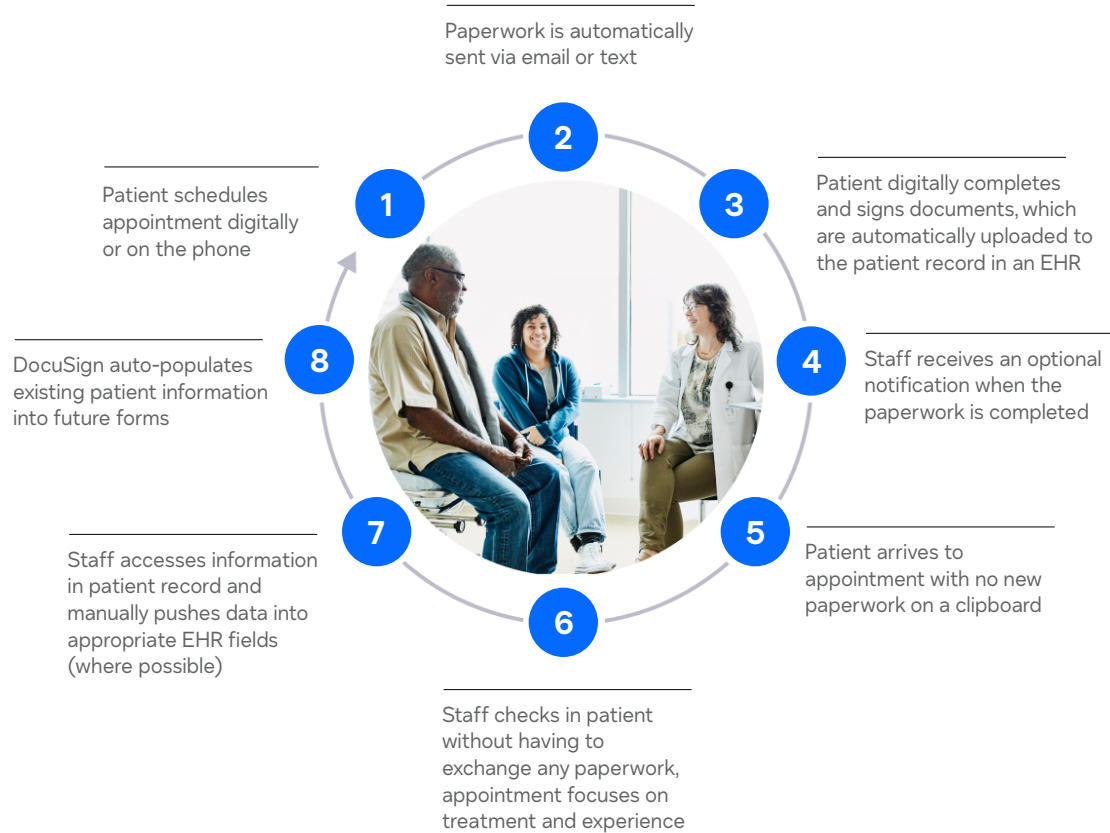 Paperwork is automatically
sent via email or text
1
Patient schedules
appointment digitally
or on the phone
2
3
Patient digitally completes
and signs documents, which
are automatically uploaded to
the patient record in an EHR
4
Staff receives an optional
notification when the
paperwork is completed
5
Patient arrives to
appointment with no new
paperwork on a clipboard
6
Staff checks in patient
without having to
exchange any paperwork,
appointment focuses on
treatment and experience
7
Staff accesses information
in patient record and
manually pushes data into
appropriate EHR fields
(where possible)
8
DocuSign auto-populates
existing patient information
into future forms